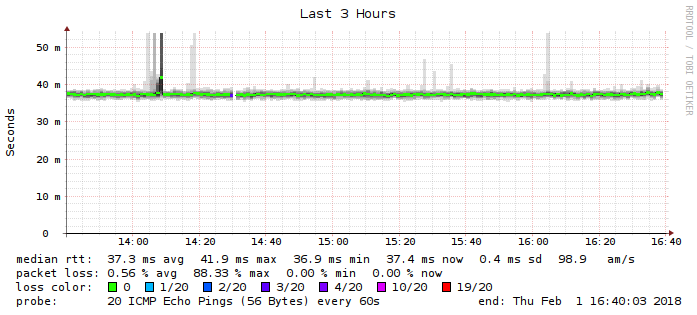 Last 3 Hours
RRDTOOL / TOBI OETIKER
Seconds
50 m
40 m
30 m
20 m
10 m
0
14:00 14:20 14:40 15:00 15:20 15:40 16:00 16:20 16:40
median rtt: 37.3 ms avg 41.9 ms max 36.9 ms min 37.4 ms now 0.4 ms sd 98.9 am/s
packet loss: 0.56 % avg 88.33 % max 0.00 % min 0.00 % now
loss color: 0 1/20 2/20 3/20 4/20 10/20 19/20
probe: 20 ICMP Echo Pings (56 Bytes) every 60s end: Thu Feb 1 16:40:03 2018